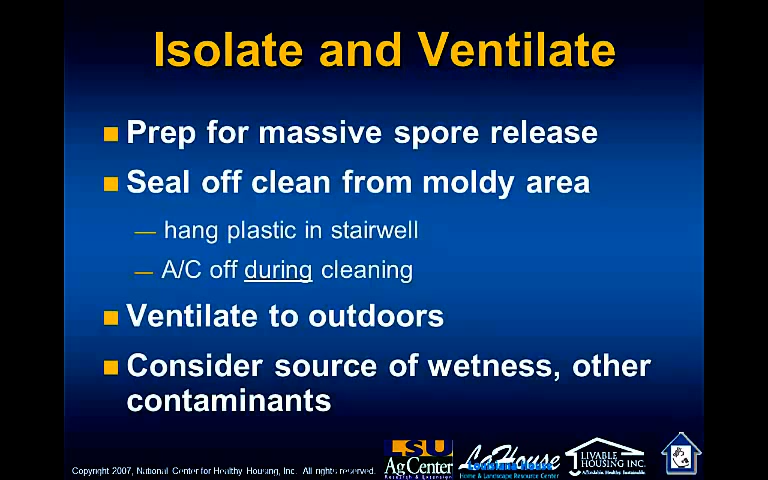 Isolate and Ventilate
■ Prep for massive spore release
■ Seal off clean from moldy area
— hang plastic in stairwell
— A/C off during cleaning
■ Ventilate to outdoors
■ Consider source of wetness, other
contaminants
Copyright 2007, National Center for Healthy Housing, Inc. All rights reserved.
LSU
AgCenter
Research & Extension
LaHouse
Louisiana House
Home & Landscape Resource Center
LIVABLE
HOUSING INC.
Affordable, Healthy, Sustainable